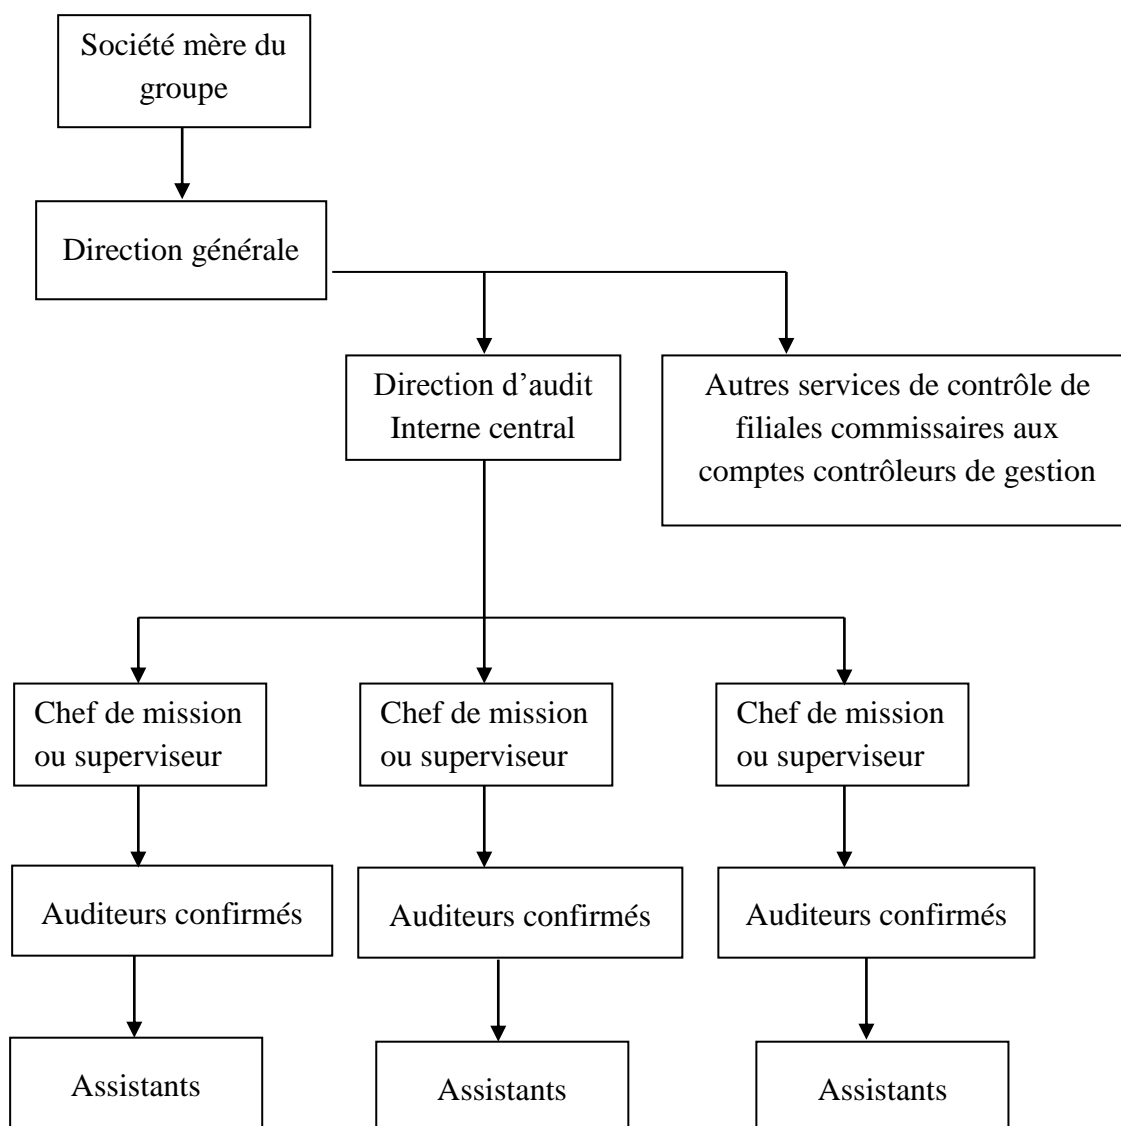 Société mère du
groupe
Direction générale
Direction d’audit
Interne central
Autres services de contrôle de
filiales commissaires aux
comptes contrôleurs de gestion
Chef de mission
ou superviseur
Chef de mission
ou superviseur
Chef de mission
ou superviseur
Auditeurs confirmés
Auditeurs confirmés
Auditeurs confirmés
Assistants
Assistants
Assistants